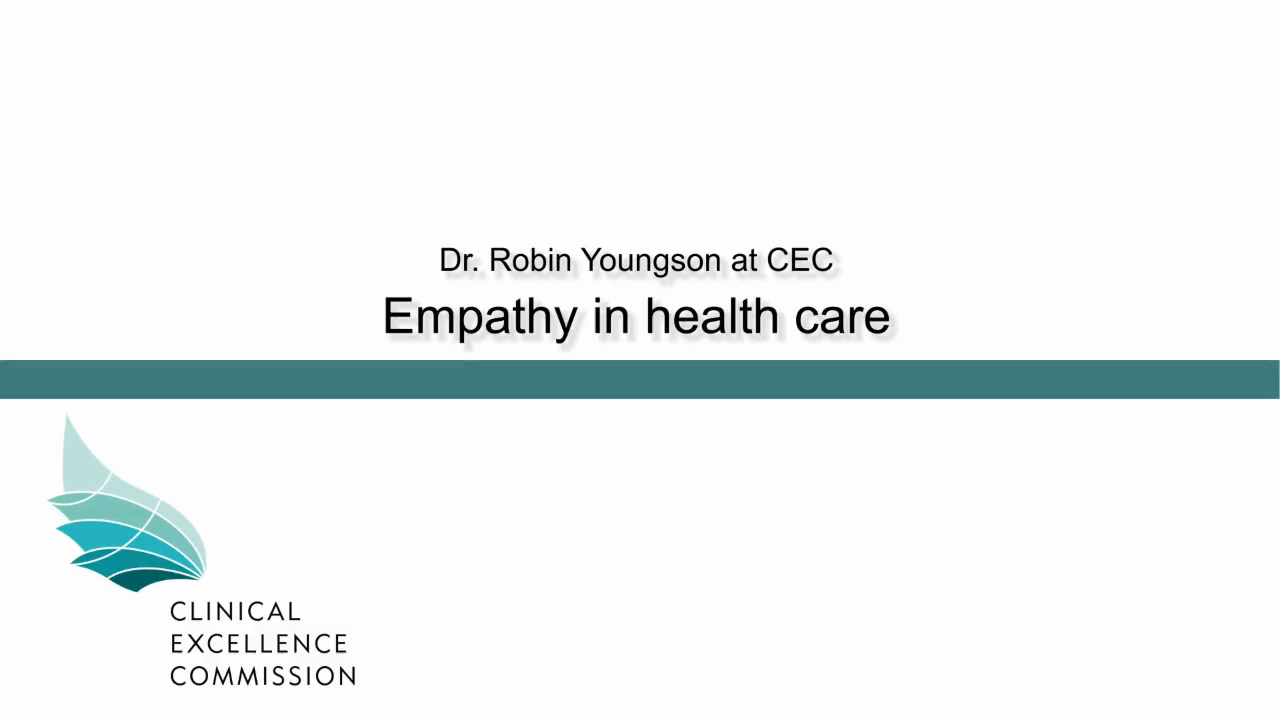 Dr. Robin Youngson at CEC
Empathy in health care
CLINICAL
EXCELLENCE
COMMISSION